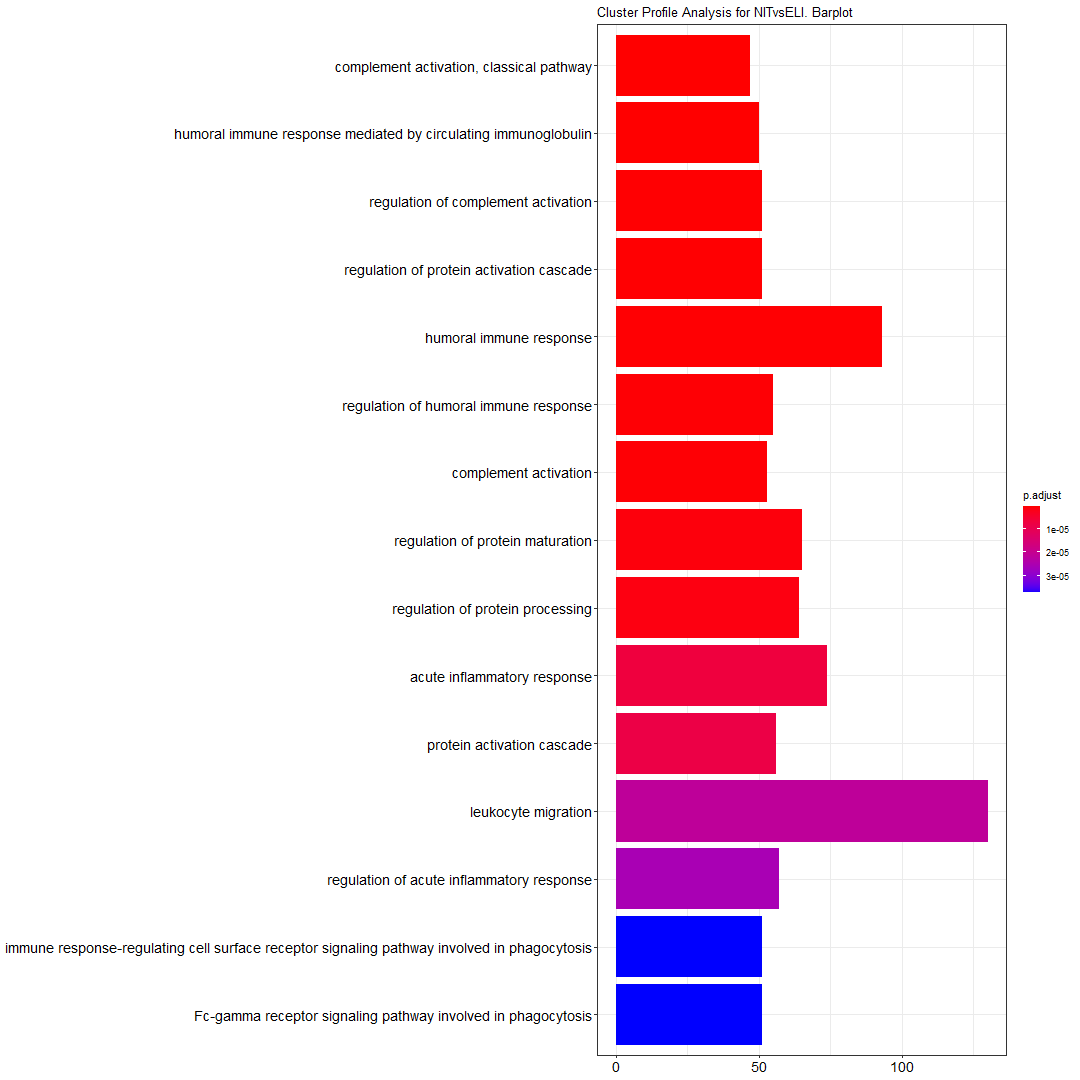 Cluster Profile Analysis for NITvsELI. Barplot
complement activation, classical pathway
humoral immune response mediated by circulating immunoglobulin
regulation of complement activation
regulation of protein activation cascade
humoral immune response
regulation of humoral immune response
complement activation
regulation of protein maturation
regulation of protein processing
acute inflammatory response
protein activation cascade
leukocyte migration
regulation of acute inflammatory response
immune response-regulating cell surface receptor signaling pathway involved in phagocytosis
Fc-gamma receptor signaling pathway involved in phagocytosis
0 50 100
p.adjust
1e-05
2e-05
3e-05